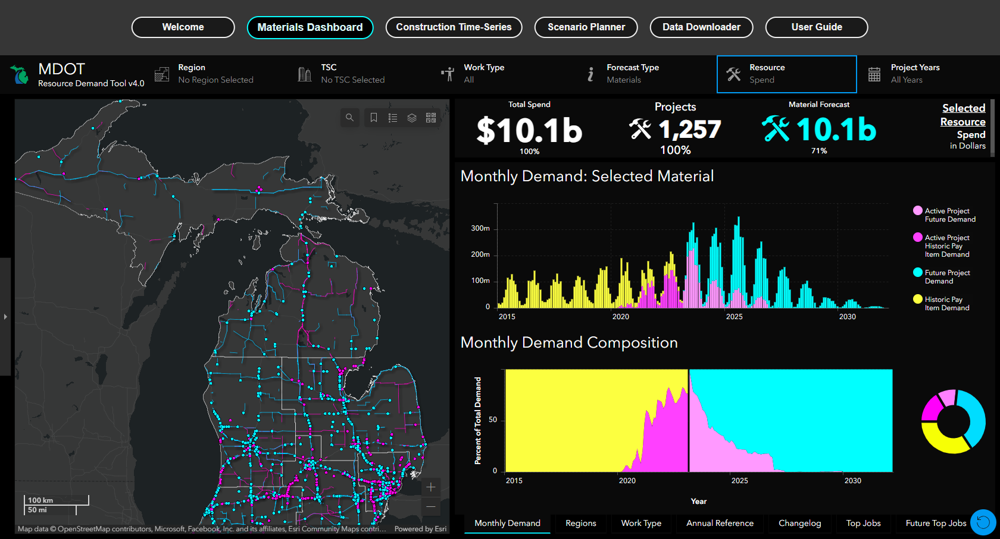 Welcome
Materials Dashboard
Construction Time-Series
Scenario Planner
Data Downloader
User Guide
MDOT
Resource Demand Tool v4.0
Region
No Region Selected
TSC
No TSC Selected
Work Type
All
Forecast Type
Materials
Resource
Spend
Project Years
All Years
Total Spend
$10.1b
100%
Projects
1,257
100%
Material Forecast
10.1b
71%
Selected
Resource
Spend
in Dollars
Monthly Demand: Selected Material
300m
200m
100m
0
2015
2020
2025
2030
Active Project
Future Demand
Active Project
Historic Pay
Item Demand
Future Project
Demand
Historic Pay
Item Demand
Monthly Demand Composition
Percent of Total Demand
50
0
2015
2020
2025
2030
Year
100 km
50 mi
Map data © OpenStreetMap contributors, Microsoft, Facebook, Inc. and its affiliates, Esri Community Maps contri...
Powered by Esri
Monthly Demand
Regions
Work Type
Annual Reference
Changelog
Top Jobs
Future Top Jobs